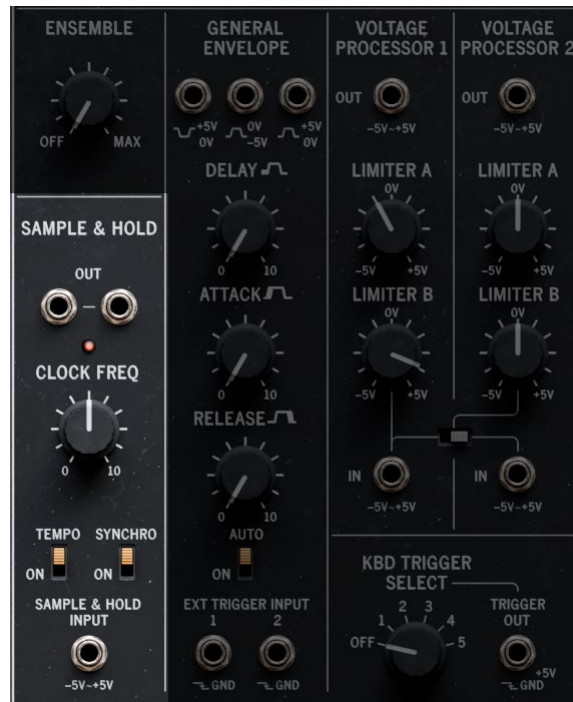 ENSEMBLE
OFF MAX
SAMPLE & HOLD
OUT
CLOCK FREQ
0 10
TEMPO SYNCHRO
ON ON
SAMPLE & HOLD
INPUT
-5V~+5V
GENERAL
ENVELOPE
+5V 0V +5V
0V -5V 0V
DELAY
0 10
ATTACK
0 10
RELEASE
0 10
AUTO
ON
EXT TRIGGER INPUT
1 2
GND GND
VOLTAGE
PROCESSOR 1
OUT
-5V~+5V
LIMITER A
0V
-5V +5V
LIMITER B
0V
-5V +5V
IN
-5V~+5V
VOLTAGE
PROCESSOR 2
OUT
-5V~+5V
LIMITER A
0V
-5V +5V
LIMITER B
0V
-5V +5V
IN
-5V~+5V
KBD TRIGGER
SELECT
OFF 1 2 3 4 5
TRIGGER
OUT
+5V
GND